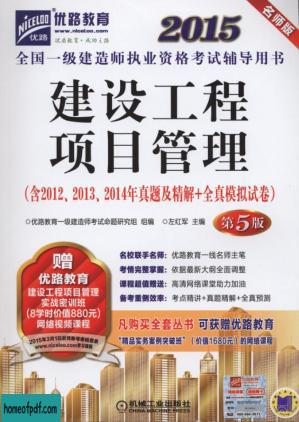 NICELOO
优路
优路教育
www.niceloo.com
优质教育·成功主路
2015
名师版
全国一级建造师执业资格考试辅导用书
建设工程
项目管理
(含2012、2013、2014年真题及精解+全真模拟试卷)
◎优路教育一级建造师考试命题研究组 组编 ◎左红军 主编
第5版
赠
优路教育
建设工程项目管理
实战密训班
(8学时价值880元)
网络视频课程
名校联手名师:优路教育一线名师主笔
考情完整掌握:依据最新大纲全面调整
课程超值赠送:高清网络课堂助力加油
备考重效频率:考点精讲+真题精解+全真预测
凡购买全套丛书 可获赠优路教育
"精品实务案例突破班"(价值1680元)的网络课程
机械工业出版社
CHINA MACHINE PRESS
homeofpdf.com
homeofpdf.com